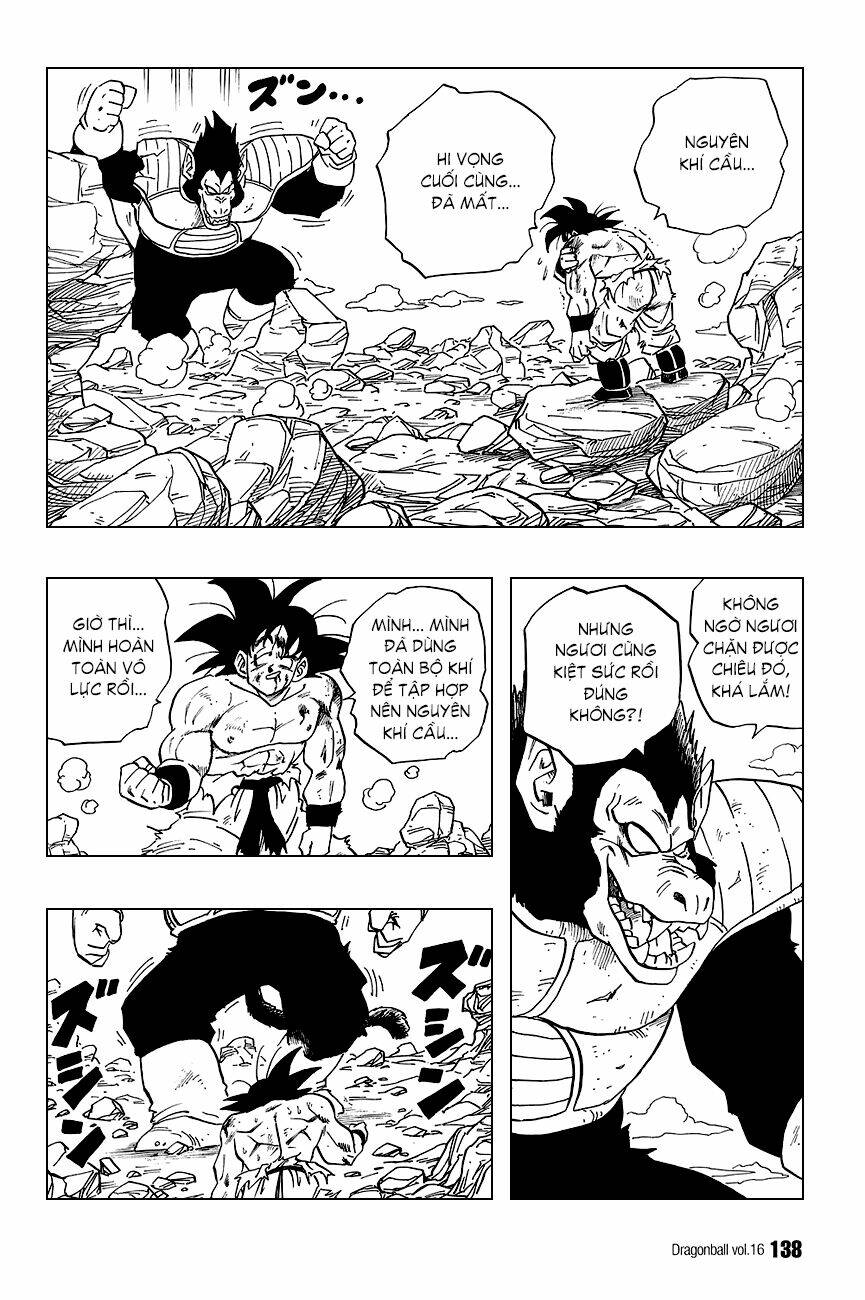 NGUYÊN
KHÍ CẦU...
HI VỌNG
CUỐI CÙNG...
ĐÃ MẤT...
ズン...
KHÔNG
NGỜ NGƯƠI
CHẶN ĐƯỢC
CHIÊU ĐÓ,
KHÁ LẮM!
NHƯNG
NGƯƠI CŨNG
KIỆT SỨC RỒI
ĐÚNG
KHÔNG?!
MÌNH... MÌNH
ĐÃ DÙNG
TOÀN BỘ KHÍ
ĐỂ TẬP HỢP
NÊN NGUYÊN
KHÍ CẦU...
GIỜ THÌ...
MÌNH HOÀN
TOÀN VÔ
LỰC RỒI...
ズシン
ズシン
Dragonball vol.16 138